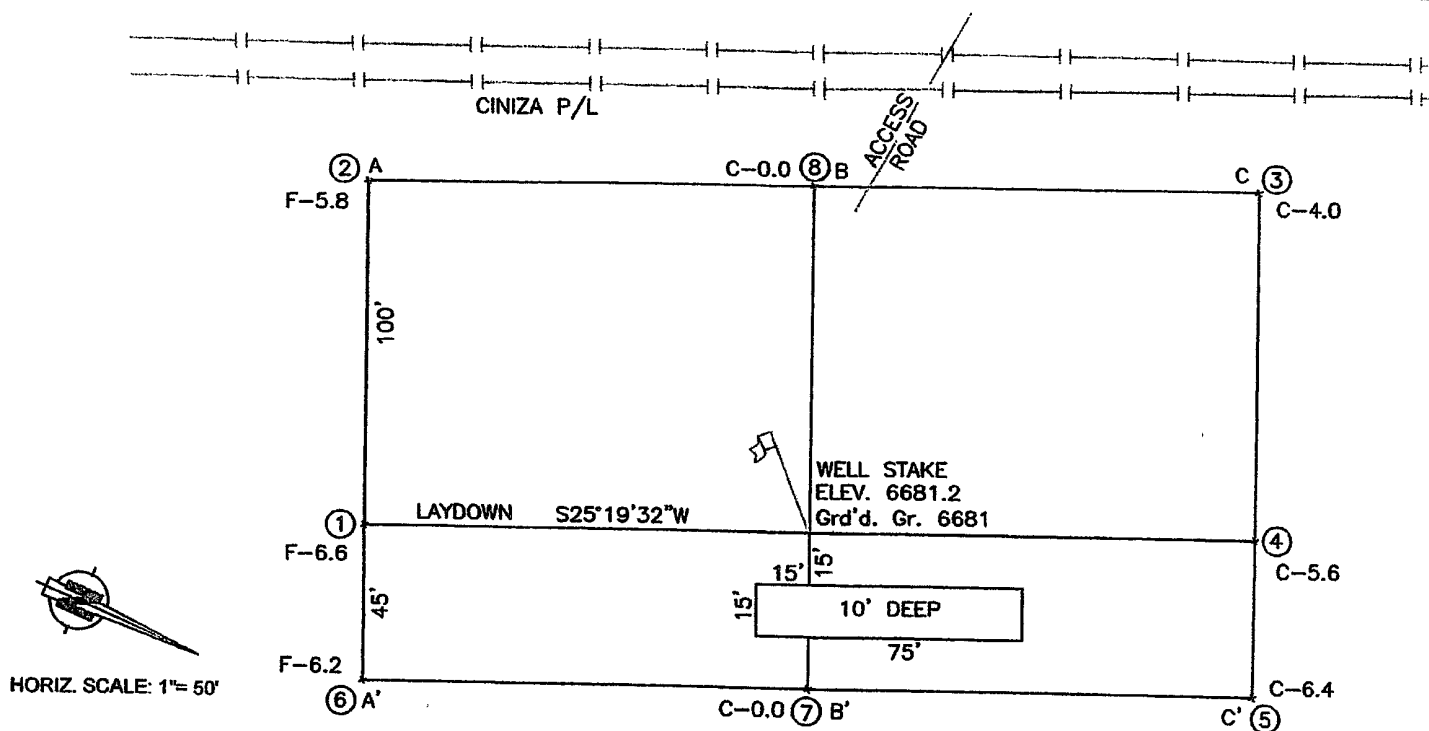 CINIZA P/L
ACCESS
ROAD
2 A
C-0.0 8 B
C 3
F-5.8
C-4.0
100'
WELL STAKE
ELEV. 6681.2
Grd'd. Gr. 6681
1
LAYDOWN S25°19'32"W
4
F-6.6
C-5.6
45'
15'
15'
15'
10' DEEP
75'
F-6.2
C-6.4
HORIZ. SCALE: 1"= 50'
6 A'
C-0.0 7 B'
C' 5